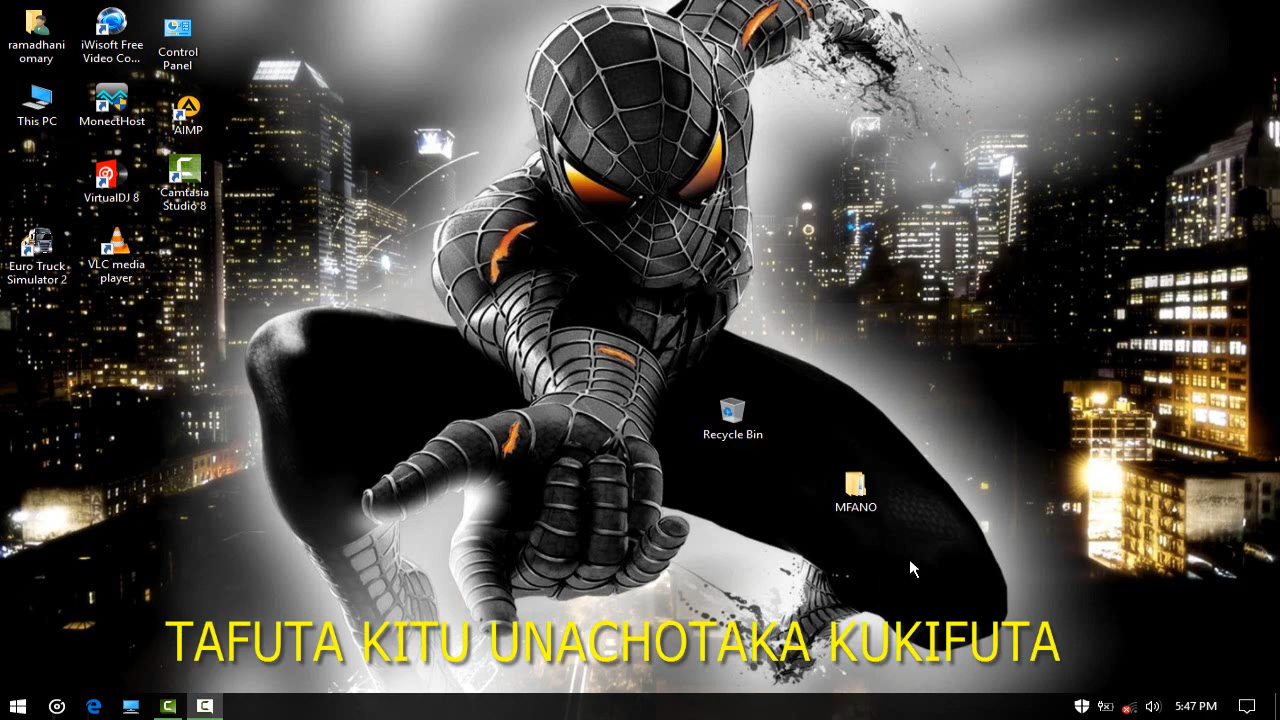 ramadhani
omary
iWisoft Free
Video Co...
Control
Panel
This PC
MonectHost
AIMP
VirtualDJ 8
Camtasia
Studio 8
Euro Truck
Simulator 2
VLC media
player
Recycle Bin
MFANO
TAFUTA KITU UNACHOTAKA KUKIFUTA
5:47 PM